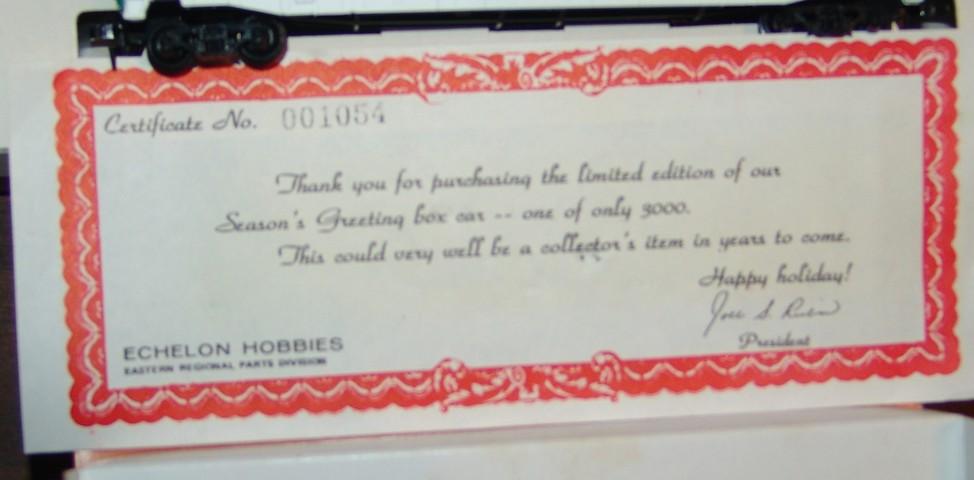 Certificate No. 001054
Thank you for purchasing the limited edition of our
Season's Greeting box car -- one of only 3000.
This could very well be a collector's item in years to come.
Happy holiday!
President
ECHELON HOBBIES
EASTERN REGIONAL PARTS DIVISION